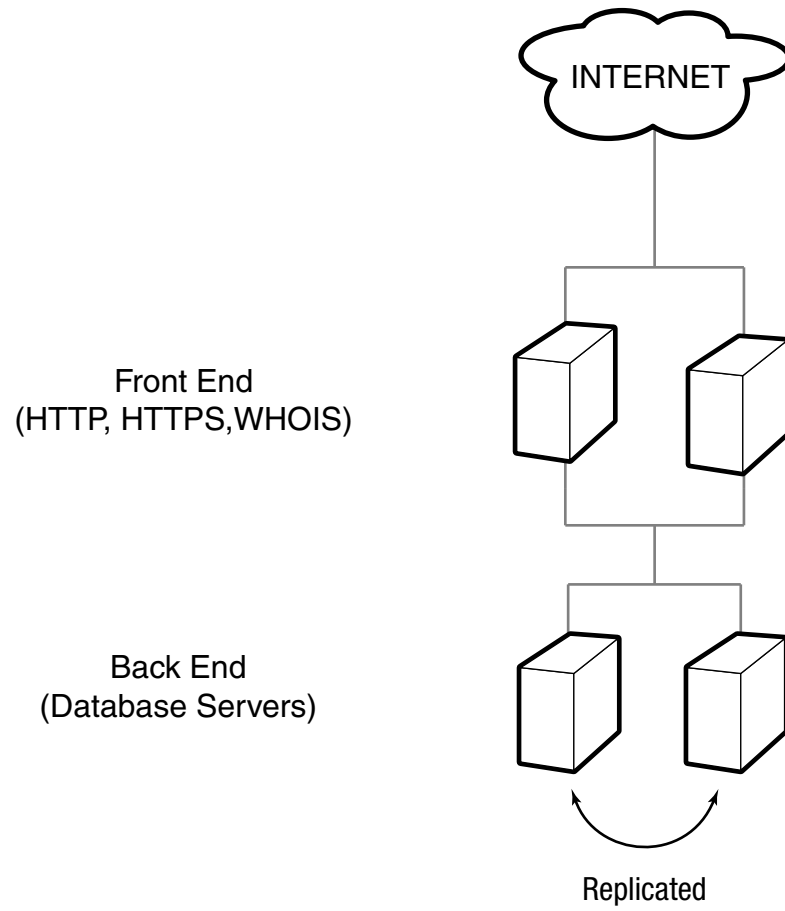 INTERNET
Front End
(HTTP, HTTPS,WHOIS)
Back End
(Database Servers)
Replicated